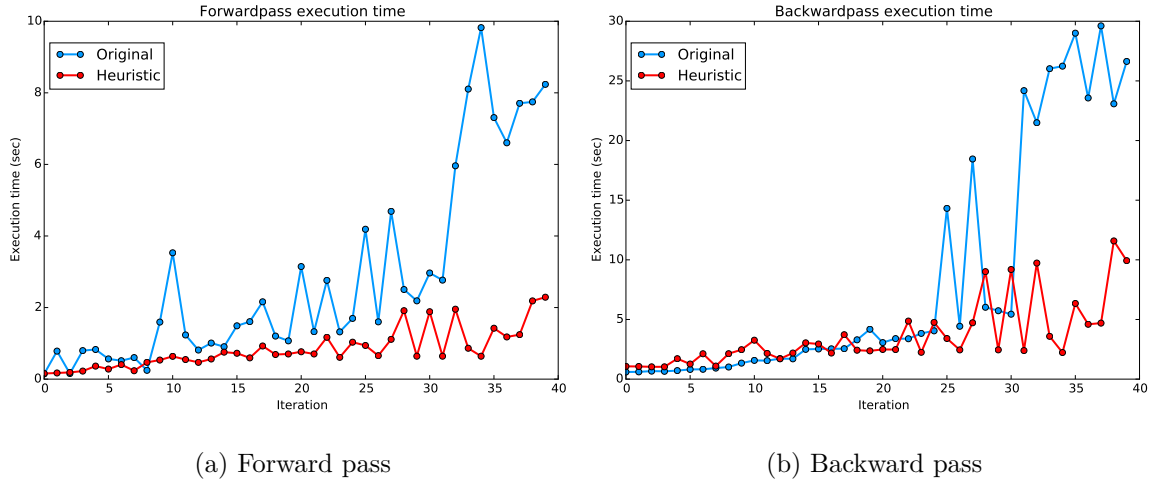 Forwardpass execution time
10
8
6
4
2
0
Execution time (sec)
Original
Heuristic
0 5 10 15 20 25 30 35 40
Iteration
(a) Forward pass
Backwardpass execution time
30
25
20
15
10
5
0
Execution time (sec)
Original
Heuristic
0 5 10 15 20 25 30 35 40
Iteration
(b) Backward pass